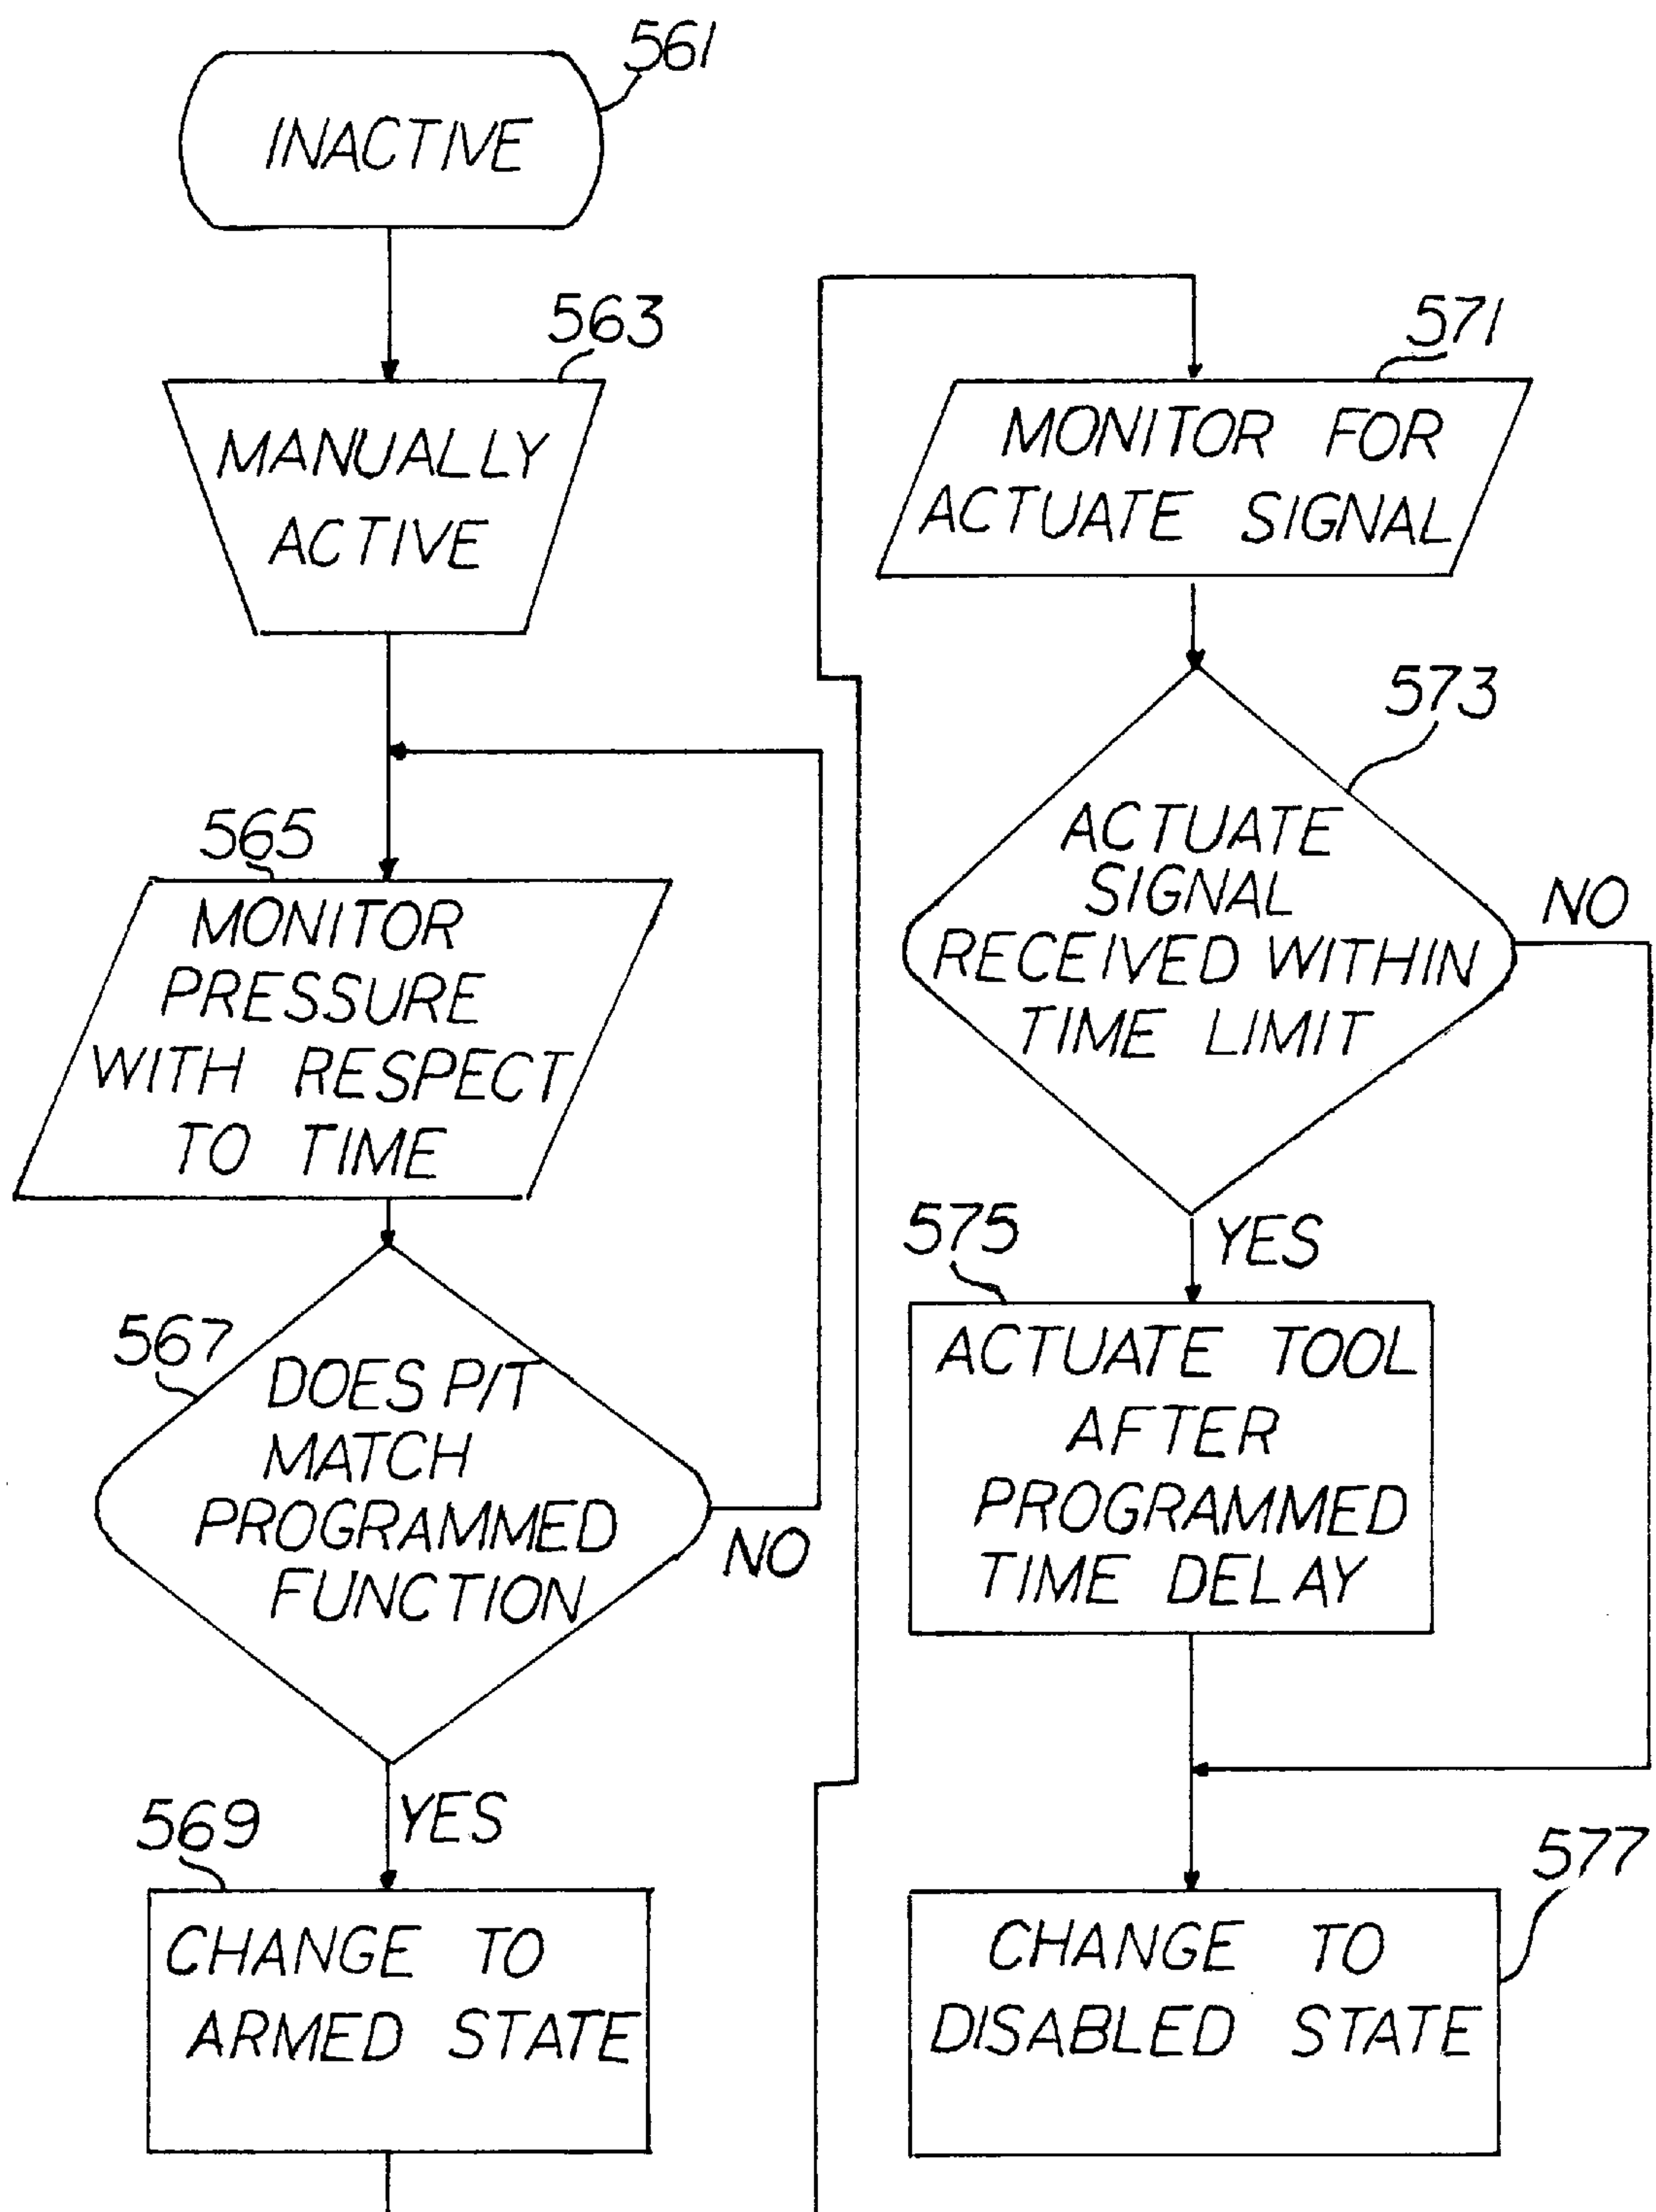 561
INACTIVE
563
MANUALLY
ACTIVE
565
MONITOR
PRESSURE
WITH RESPECT
TO TIME
567
DOES P/T
MATCH
PROGRAMMED
FUNCTION
NO
YES
569
CHANGE TO
ARMED STATE
571
MONITOR FOR
ACTUATE SIGNAL
573
ACTUATE
SIGNAL
RECEIVED WITHIN
TIME LIMIT
NO
YES
575
ACTUATE TOOL
AFTER
PROGRAMMED
TIME DELAY
577
CHANGE TO
DISABLED STATE